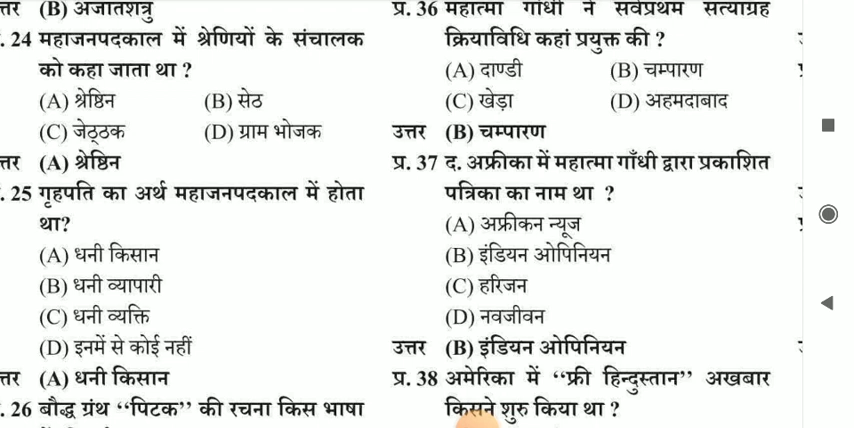 त्तर (B) अजातशत्रु
. 24 महाजनपदकाल में श्रेणियों के संचालक
को कहा जाता था ?
(A) श्रेष्ठिन (B) सेठ
(C) जेठ्ठक (D) ग्राम भोजक
त्तर (A) श्रेष्ठिन
. 25 गृहपति का अर्थ महाजनपदकाल में होता
था?
(A) धनी किसान
(B) धनी व्यापारी
(C) धनी व्यक्ति
(D) इनमें से कोई नहीं
त्तर (A) धनी किसान
. 26 बौद्ध ग्रंथ “पिटक” की रचना किस भाषा
प्र. 36 महात्मा गाँधी ने सर्वप्रथम सत्याग्रह
क्रियाविधि कहां प्रयुक्त की ?
(A) दाण्डी (B) चम्पारण
(C) खेड़ा (D) अहमदाबाद
उत्तर (B) चम्पारण
प्र. 37 द. अफ्रीका में महात्मा गाँधी द्वारा प्रकाशित
पत्रिका का नाम था ?
(A) अफ्रीकन न्यूज
(B) इंडियन ओपिनियन
(C) हरिजन
(D) नवजीवन
उत्तर (B) इंडियन ओपिनियन
प्र. 38 अमेरिका में “फ्री हिन्दुस्तान” अखबार
किसने शुरु किया था ?